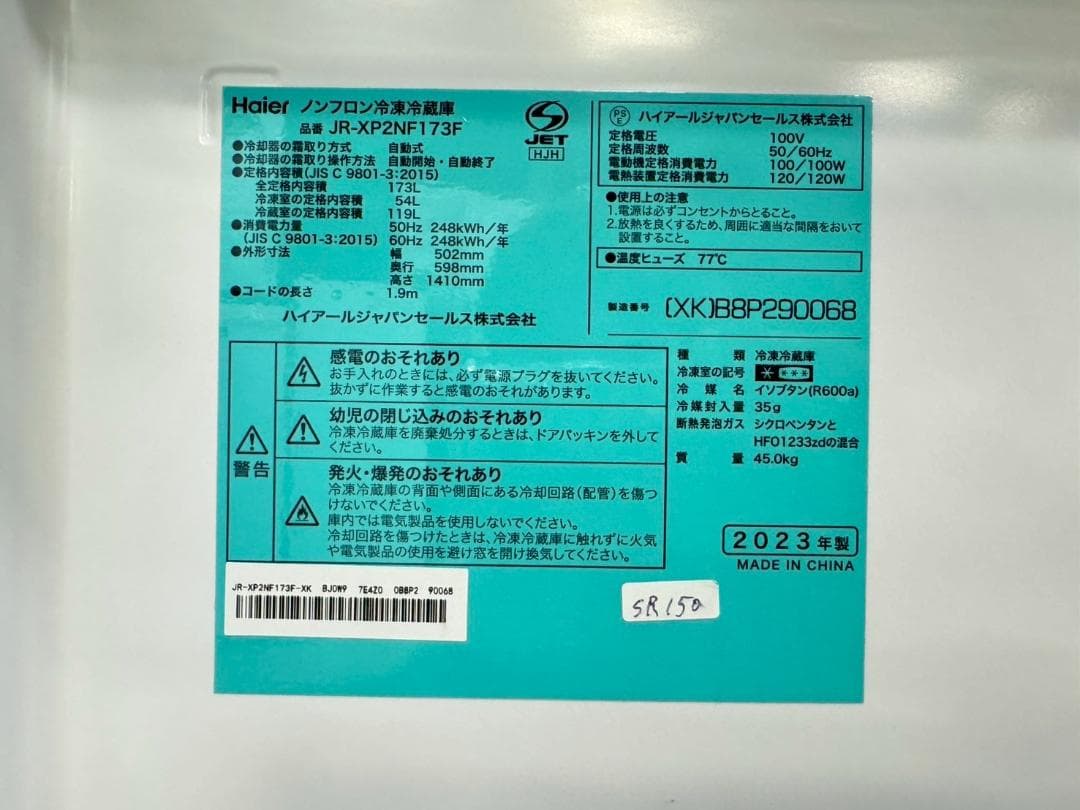 Haier ノンフロン冷凍冷蔵庫
品番 JR-XP2NF173F
●冷却器の霜取り方式 自動式
●冷却器の霜取り操作方法 自動開始・自動終了
●定格内容積(JIS C 9801-3:2015)
全定格内容積 173L
冷凍室の定格内容積 54L
冷蔵室の定格内容積 119L
●消費電力量 50Hz 248kWh/年
(JIS C 9801-3:2015) 60Hz 248kWh/年
●外形寸法 幅 502mm
奥行 598mm
高さ 1410mm
●コードの長さ 1.9m
ハイアールジャパンセールス株式会社
S
JET
HJH
PS
E
ハイアールジャパンセールス株式会社
定格電圧 100V
定格周波数 50/60Hz
電動機定格消費電力 100/100W
電熱装置定格消費電力 120/120W
●使用上の注意
1.電源は必ずコンセントからとること。
2.放熱を良くするため、周囲に適当な間隔をおいて
設置すること。
●温度ヒューズ 77℃
製造番号 (XK)B8P290068
警告
感電のおそれあり
お手入れのときには、必ず電源プラグを抜いてください。
抜かずに作業すると感電のおそれがあります。
幼児の閉じ込みのおそれあり
冷凍冷蔵庫を廃棄処分するときは、ドアパッキンを外して
ください。
発火・爆発のおそれあり
冷凍冷蔵庫の背面や側面にある冷却回路(配管)を傷つ
けないでください。
庫内では電気製品を使用しないでください。
冷却回路を傷つけたときは、冷凍冷蔵庫に触れずに火気
や電気製品の使用を避け窓を開け換気してください。
種類 冷凍冷蔵庫
冷凍室の記号
冷媒名 イソブタン(R600a)
冷媒封入量 35g
断熱発泡ガス シクロペンタンと
HFO1233zdの混合
質量 45.0kg
2023年製
MADE IN CHINA
JR-XP2NF173F-XK BJ0W9 7E4Z0 0B8P2 90068
SR150